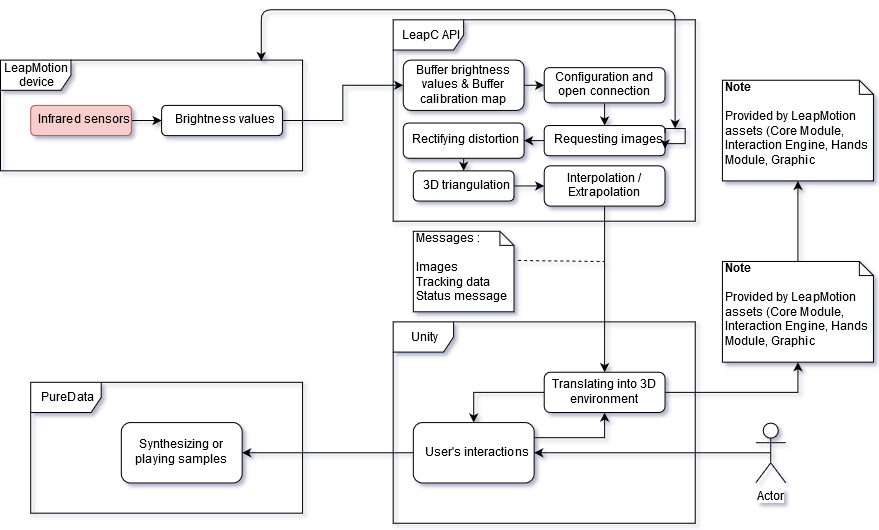 LeapC API
LeapMotion
device
Infrared sensors
Brightness values
Buffer brightness
values & Buffer
calibration map
Configuration and
open connection
Rectifying distortion
Requesting images
3D triangulation
Interpolation /
Extrapolation
Note
Provided by LeapMotion
assets (Core Module,
Interaction Engine, Hands
Module, Graphic
Messages :
Images
Tracking data
Status message
Note
Provided by LeapMotion
assets (Core Module,
Interaction Engine, Hands
Module, Graphic
Unity
Translating into 3D
environment
PureData
Synthesizing or
playing samples
User's interactions
Actor